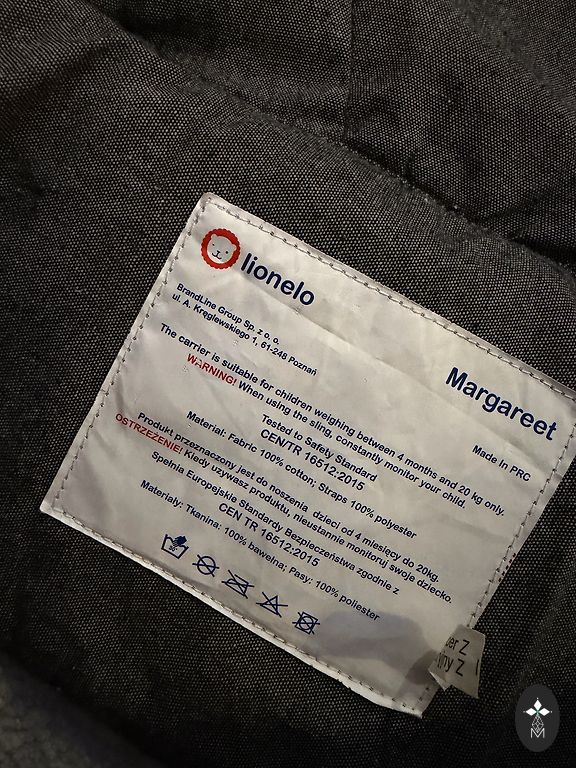 lionelo
BrandLine Group Sp. z o. o.
ul. A. Kręglewskiego 1, 61-248 Poznań
Margareet
Made In PRC
The carrier is suitable for children weighing between 4 months and 20 kg only.
WARNING! When using the sling, constantly monitor your child.
Tested to Safety Standard
CEN/TR 16512:2015
Material: Fabric 100% cotton; Straps 100% polyester
Produkt przeznaczony jest do noszenia dzieci od 4 miesięcy do 20kg.
OSTRZEŻENIE! Kiedy uzywasz produktu, nieustannie monitoruj swoje dziecko.
Spełnia Europejskie Standardy Bezpieczeństwa zgodnie z
CEN TR 16512:2015
Materiały: Tkanina: 100% bawełna; Pasy: 100% poliester
30°
Z
Z
M